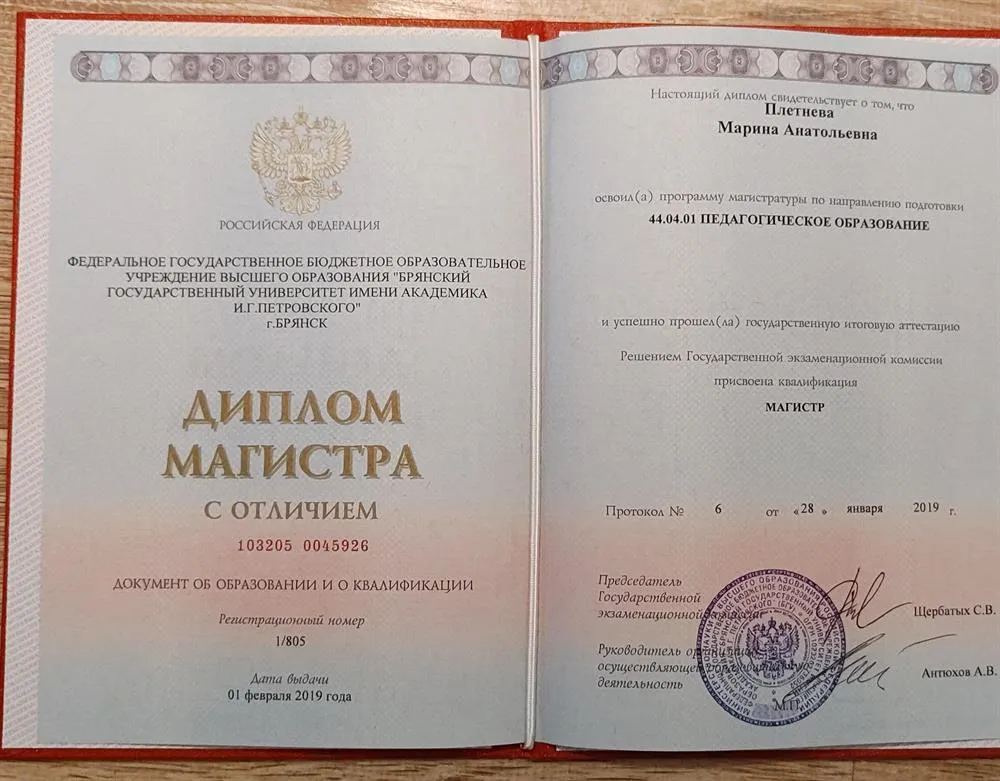 РОССИЙСКАЯ ФЕДЕРАЦИЯ
ФЕДЕРАЛЬНОЕ ГОСУДАРСТВЕННОЕ БЮДЖЕТНОЕ ОБРАЗОВАТЕЛЬНОЕ
УЧРЕЖДЕНИЕ ВЫСШЕГО ОБРАЗОВАНИЯ "БРЯНСКИЙ
ГОСУДАРСТВЕННЫЙ УНИВЕРСИТЕТ ИМЕНИ АКАДЕМИКА
И.Г.ПЕТРОВСКОГО"
г.БРЯНСК
ДИПЛОМ
МАГИСТРА
С ОТЛИЧИЕМ
103205 0045926
ДОКУМЕНТ ОБ ОБРАЗОВАНИИ И О КВАЛИФИКАЦИИ
Регистрационный номер
1/805
Дата выдачи
01 февраля 2019 года
Настоящий диплом свидетельствует о том, что
Плетнева
Марина Анатольевна
освоил(а) программу магистратуры по направлению подготовки
44.04.01 ПЕДАГОГИЧЕСКОЕ ОБРАЗОВАНИЕ
и успешно прошел(ла) государственную итоговую аттестацию
Решением Государственной экзаменационной комиссии
присвоена квалификация
МАГИСТР
Протокол № 6 от «28» января 2019 г.
Председатель
Государственной
экзаменационной
Щербатых С.В.
Руководитель
осуществляющей
деятельность
Антюхов А.В.
М.П.